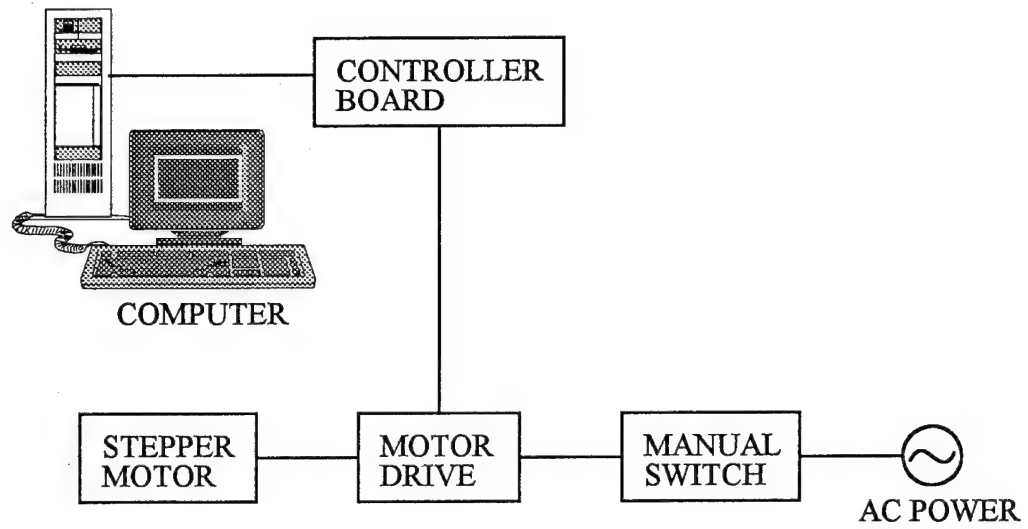 CONTROLLER
BOARD
COMPUTER
STEPPER
MOTOR
MOTOR
DRIVE
MANUAL
SWITCH
AC POWER